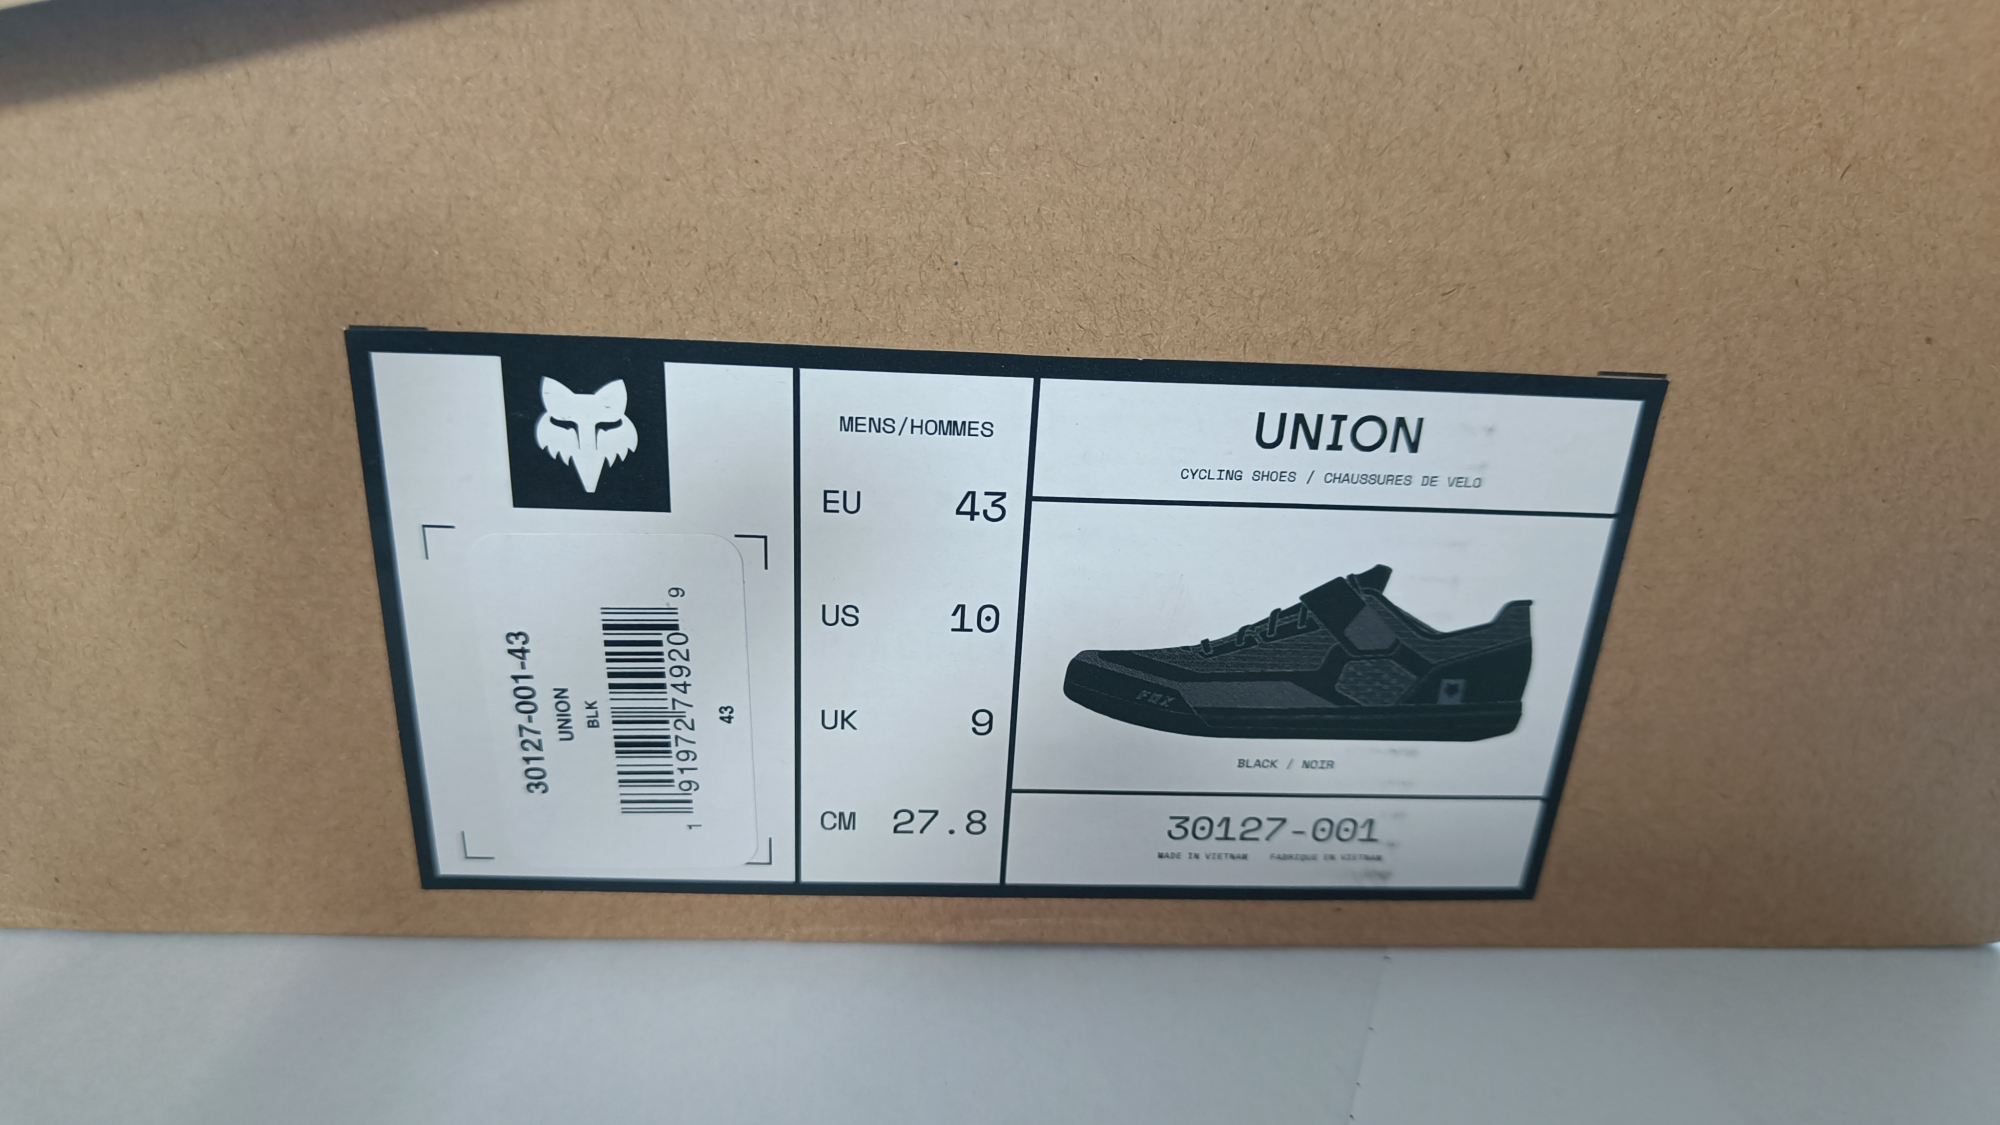 30127-001-43
UNION
BLK
1 91972 74920 9
43
MENS/HOMMES
EU 43
US 10
UK 9
CM 27.8
UNION
CYCLING SHOES / CHAUSSURES DE VELO
FOX
BLACK / NOIR
30127-001
MADE IN VIETNAM FABRIQUE EN VIETNAM